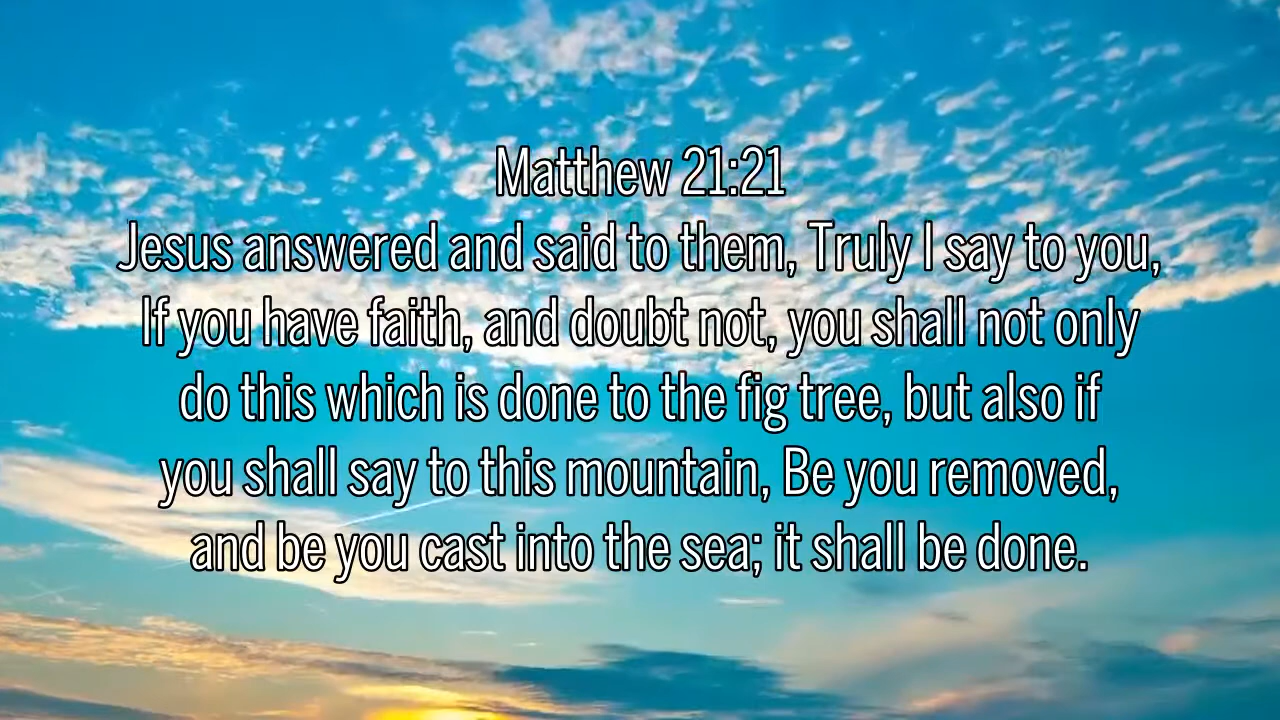 Matthew 21:21
Jesus answered and said to them, Truly I say to you,
If you have faith, and doubt not, you shall not only
do this which is done to the fig tree, but also if
you shall say to this mountain, Be you removed,
and be you cast into the sea; it shall be done.